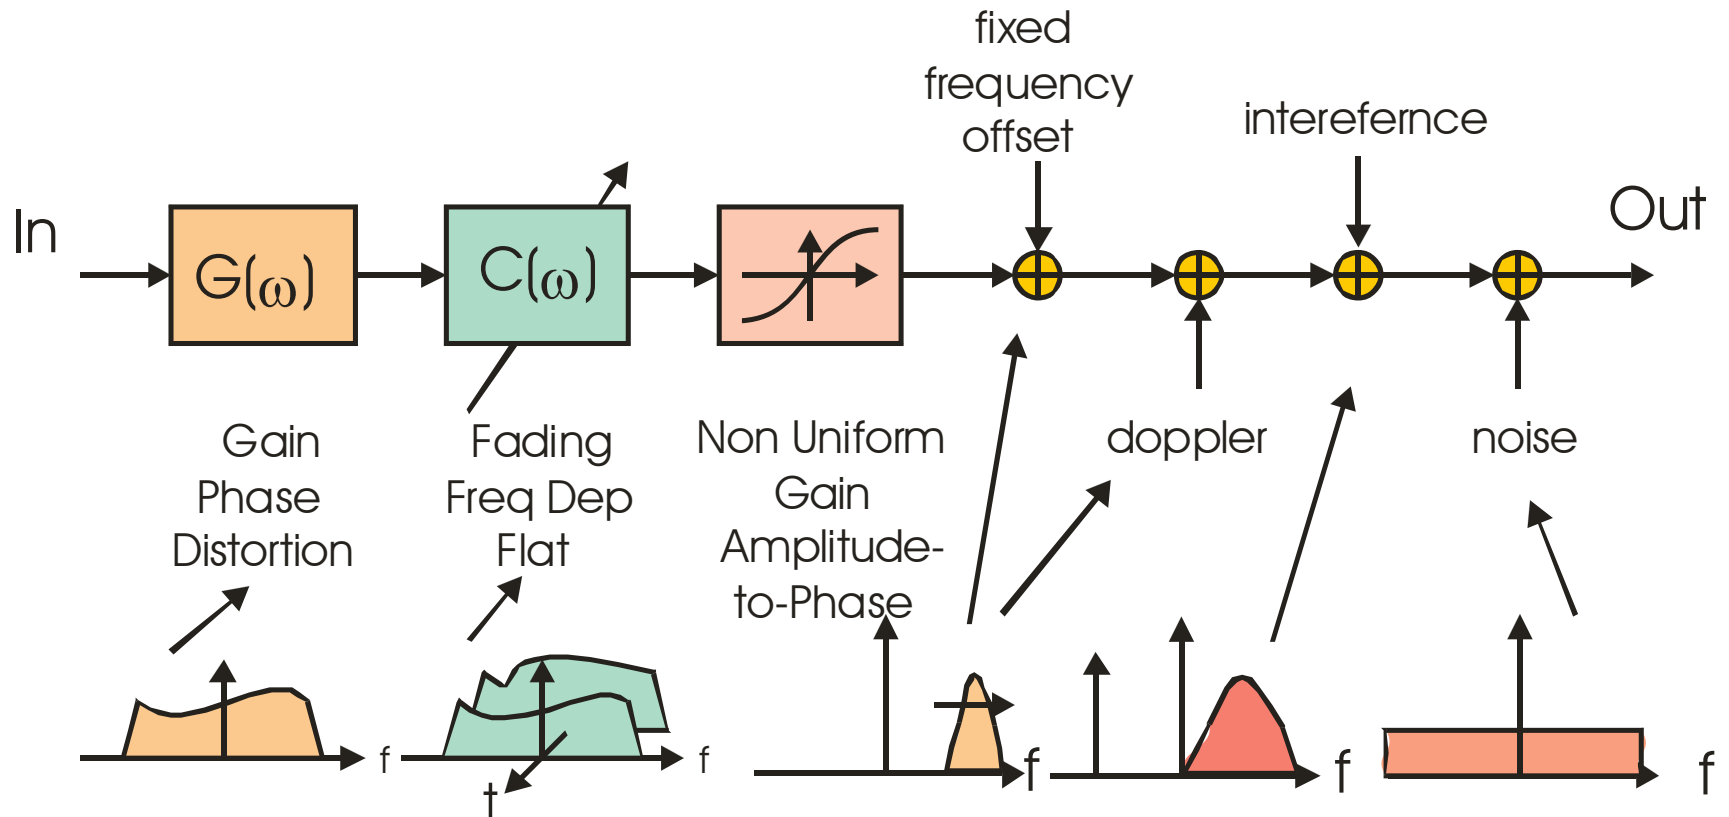 fixed
frequency
offset
interefernce
In
Out
G(ω)
C(ω)
Gain
Phase
Distortion
Fading
Freq Dep
Flat
Non Uniform
Gain
Amplitude-
to-Phase
doppler
noise
f
f
t
f
f
f